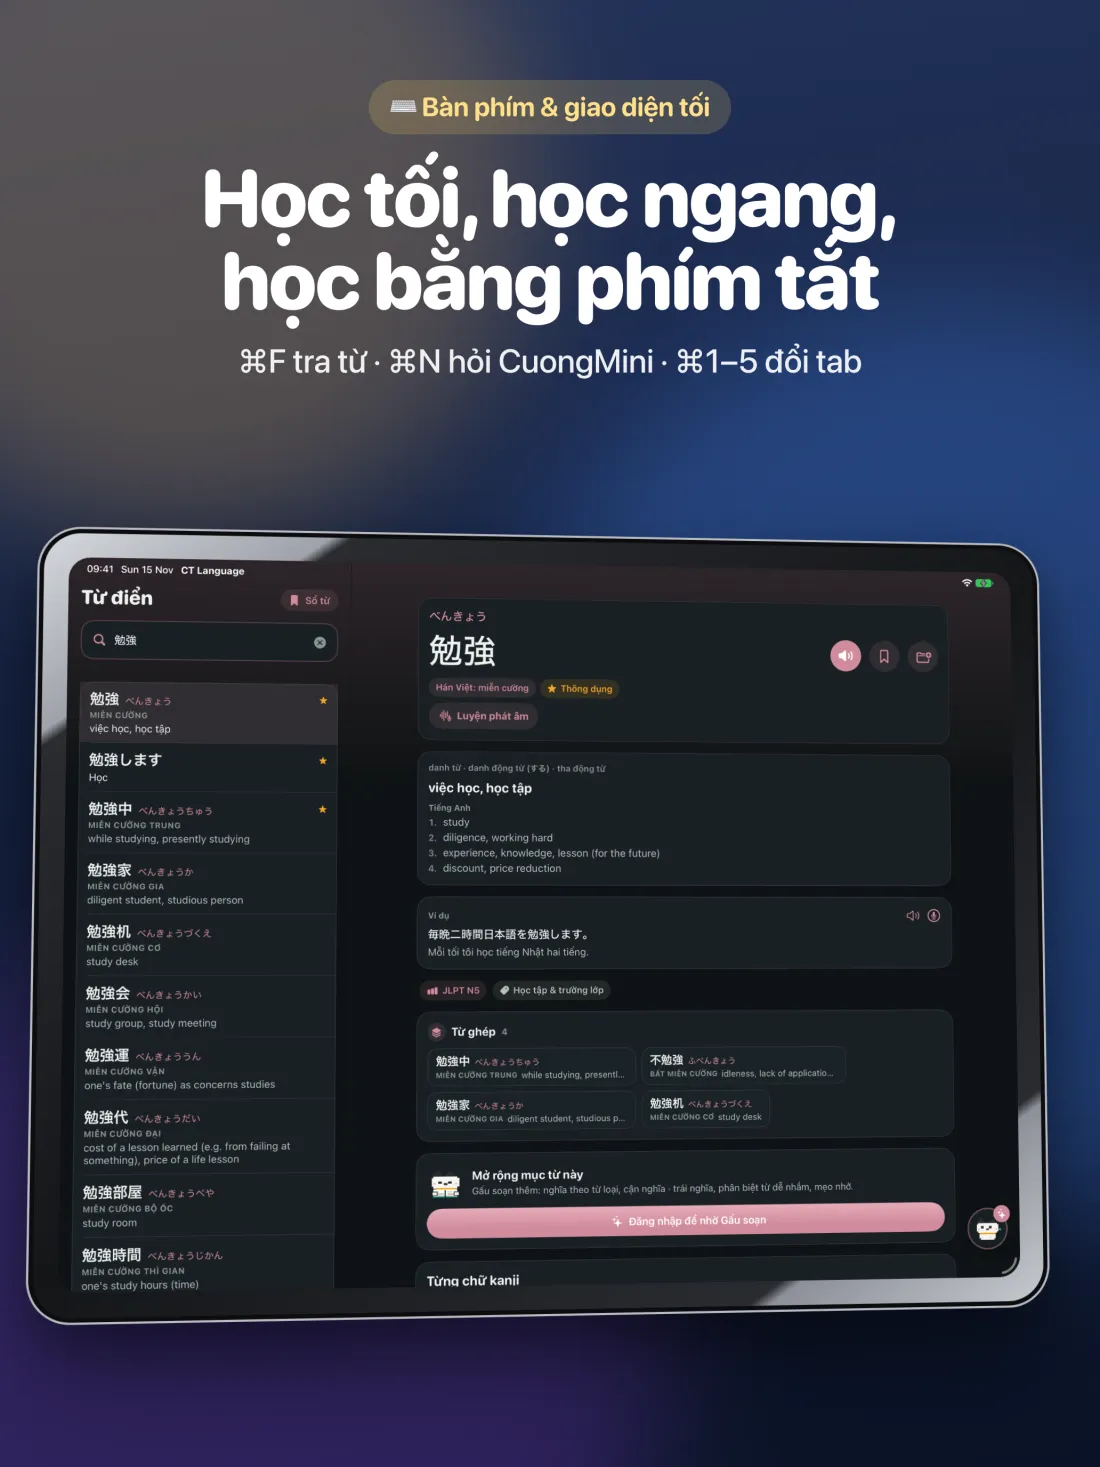 Bàn phím & giao diện tối
Học tối, học ngang,
học bằng phím tắt
⌘F tra từ · ⌘N hỏi CuongMini · ⌘1–5 đổi tab
09:41 Sun 15 Nov CT Language
Từ điển
Sổ từ
勉強
勉強 べんきょう
MIỄN CƯỜNG
việc học, học tập
勉強します
Học
勉強中 べんきょうちゅう
MIỄN CƯỜNG TRUNG
while studying, presently studying
勉強家 べんきょうか
MIỄN CƯỜNG GIA
diligent student, studious person
勉強机 べんきょうづくえ
MIỄN CƯỜNG CƠ
study desk
勉強会 べんきょうかい
MIỄN CƯỜNG HỘI
study group, study meeting
勉強運 べんきょううん
MIỄN CƯỜNG VẬN
one's fate (fortune) as concerns studies
勉強代 べんきょうだい
MIỄN CƯỜNG ĐẠI
cost of a lesson learned (e.g. from failing at
something), price of a life lesson
勉強部屋 べんきょうべや
MIỄN CƯỜNG BỘ ỐC
study room
勉強時間 べんきょうじかん
MIỄN CƯỜNG THÌ GIAN
one's study hours (time)
べんきょう
勉強
Hán Việt: miễn cường
Thông dụng
Luyện phát âm
danh từ · danh động từ (する) · tha động từ
việc học, học tập
Tiếng Anh
1. study
2. diligence, working hard
3. experience, knowledge, lesson (for the future)
4. discount, price reduction
Ví dụ
毎晩二時間日本語を勉強します。
Mỗi tối tôi học tiếng Nhật hai tiếng.
JLPT N5
Học tập & trường lớp
Từ ghép 4
勉強中 べんきょうちゅう
MIỄN CƯỜNG TRUNG while studying, presentl...
不勉強 ふべんきょう
BẤT MIỄN CƯỜNG idleness, lack of applicatio...
勉強家 べんきょうか
MIỄN CƯỜNG GIA diligent student, studious p...
勉強机 べんきょうづくえ
MIỄN CƯỜNG CƠ study desk
Mở rộng mục từ này
Gấu soạn thêm: nghĩa theo từ loại, cận nghĩa · trái nghĩa, phân biệt từ dễ nhầm, mẹo nhớ.
Đăng nhập để nhờ Gấu soạn
Từng chữ kanji